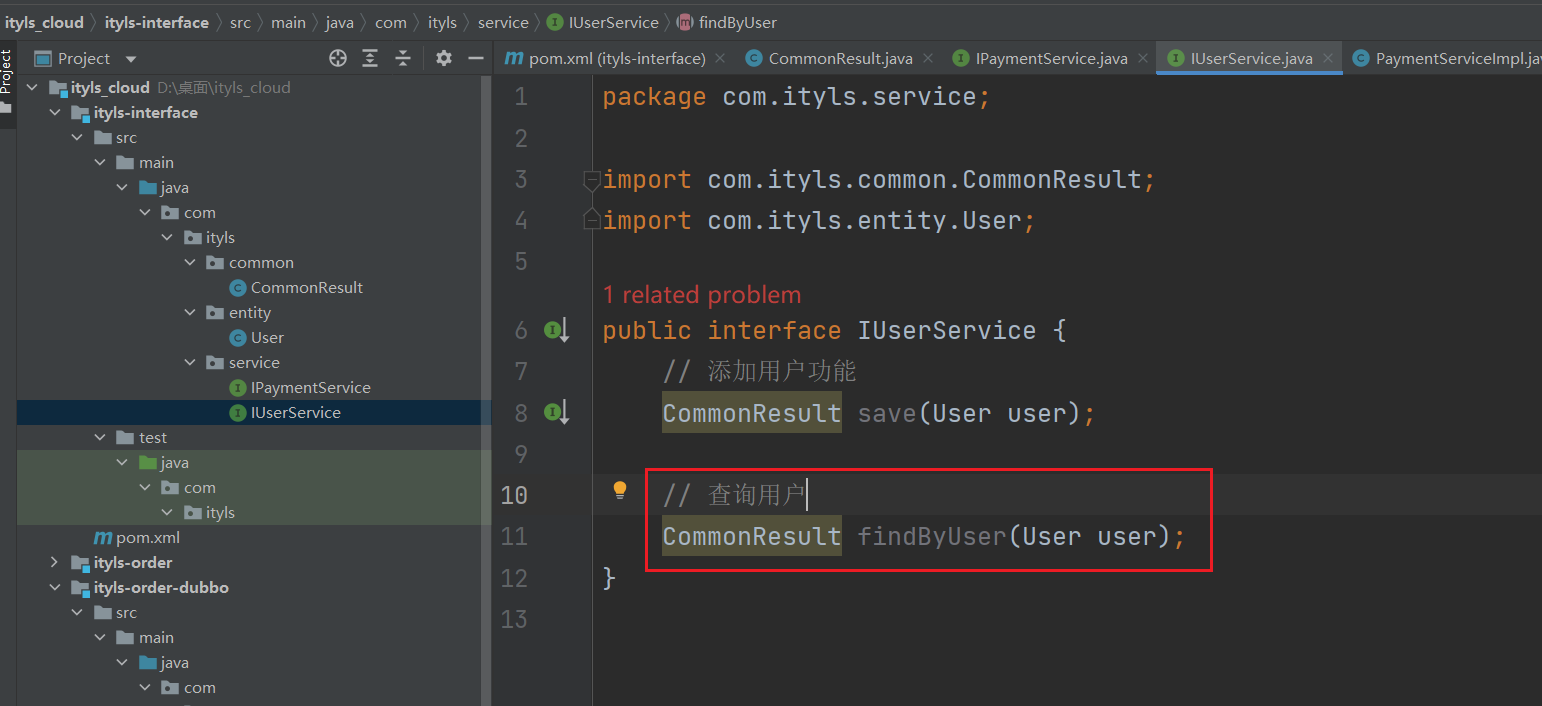 ityls_cloud 〉 ityls-interface 〉 src 〉 main 〉 java 〉 com 〉 ityls 〉 service 〉 I IUserService 〉 m findByUser
Project
Project
m pom.xml (ityls-interface) × C CommonResult.java × I IPaymentService.java × I IUserService.java × C PaymentServiceImpl.jav
ityls_cloud D:\桌面\ityls_cloud
ityls-interface
src
main
java
com
ityls
common
C CommonResult
entity
C User
service
I IPaymentService
I IUserService
test
java
com
ityls
m pom.xml
ityls-order
ityls-order-dubbo
src
main
java
com
1 package com.ityls.service;
2
3 import com.ityls.common.CommonResult;
4 import com.ityls.entity.User;
5
1 related problem
6 public interface IUserService {
7 // 添加用户功能
8 CommonResult save(User user);
9
10 // 查询用户
11 CommonResult findByUser(User user);
12 }
13